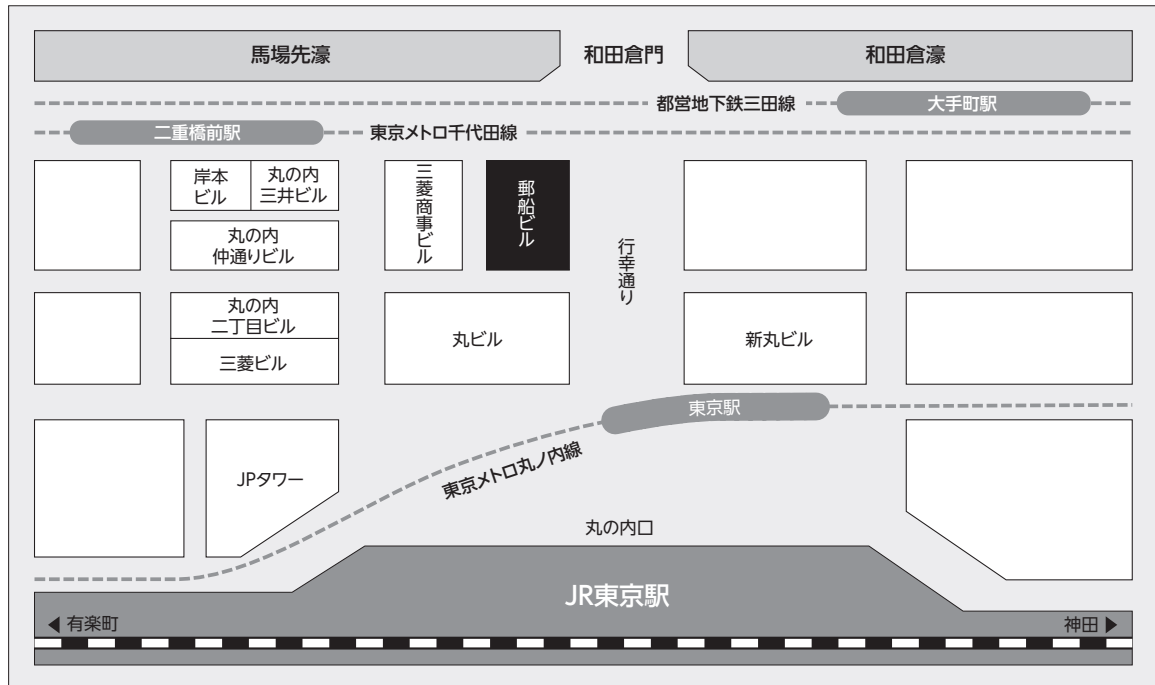 馬場先濠
和田倉門
和田倉濠
都営地下鉄三田線
大手町駅
二重橋前駅
東京メトロ千代田線
岸本
ビル
丸の内
三井ビル
三菱商事ビル
郵船ビル
丸の内
仲通りビル
行幸通り
丸の内
二丁目ビル
三菱ビル
丸ビル
新丸ビル
東京駅
東京メトロ丸ノ内線
JPタワー
丸の内口
JR東京駅
◀ 有楽町
神田 ▶